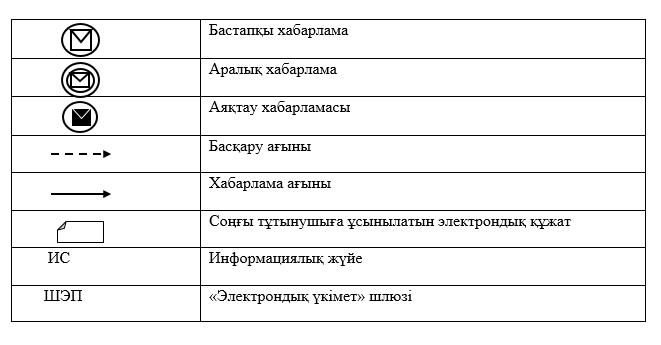 Бастапқы хабарлама
Аралық хабарлама
Аяқтау хабарламасы
Басқару ағыны
Хабарлама ағыны
Соңғы тұтынушыға ұсынылатын электрондық құжат
ИС Информациялық жүйе
ШЭП «Электрондық үкімет» шлюзі